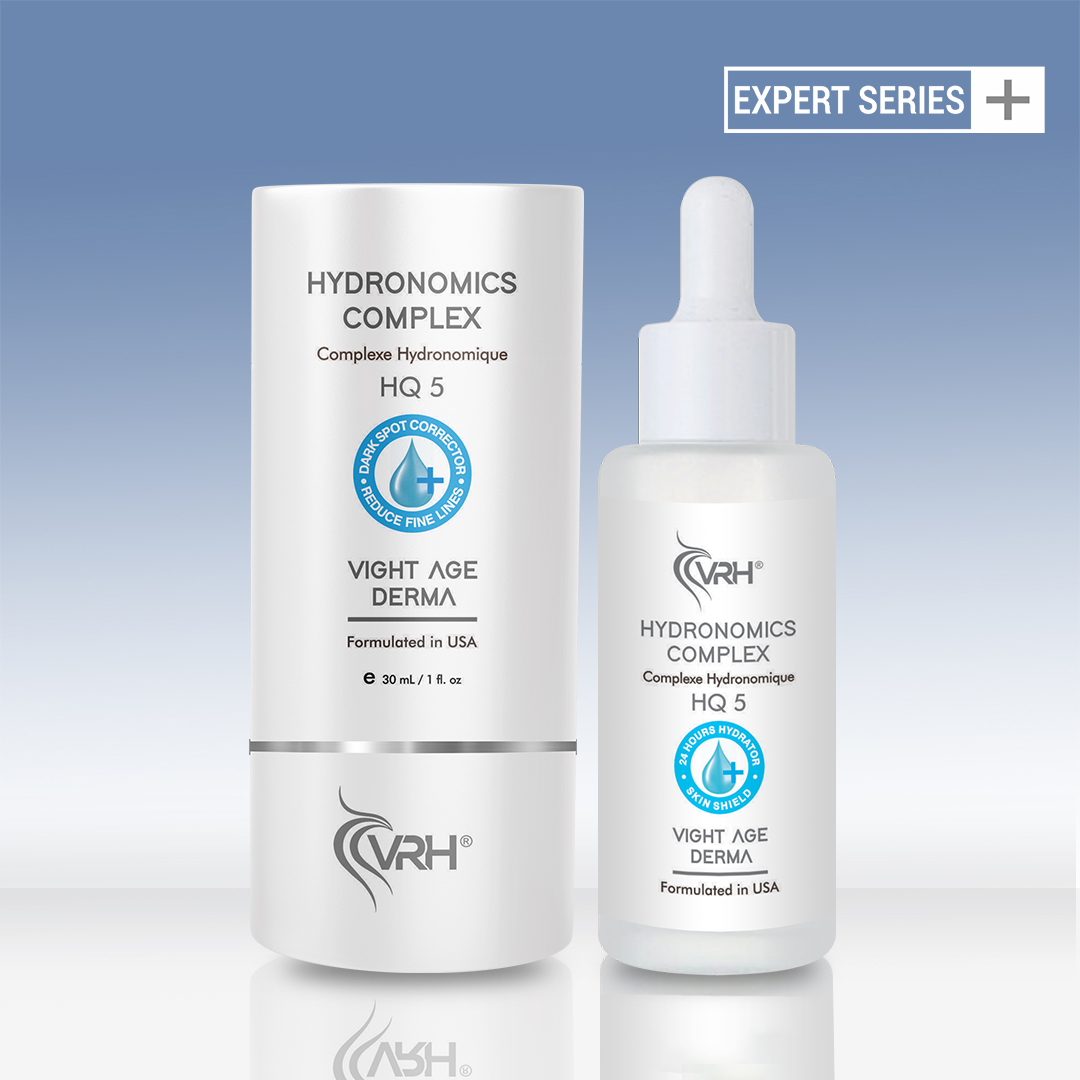 EXPERT SERIES +
HYDRONOMICS
COMPLEX
Complexe Hydronomique
HQ 5
DARK SPOT CORRECTOR
REDUCE FINE LINES
VIGHT AGE
DERMA
Formulated in USA
e 30 mL / 1 fl. oz
VRH®
VRH®
HYDRONOMICS
COMPLEX
Complexe Hydronomique
HQ 5
24 HOURS HYDRATOR
SKIN SHIELD
VIGHT AGE
DERMA
Formulated in USA